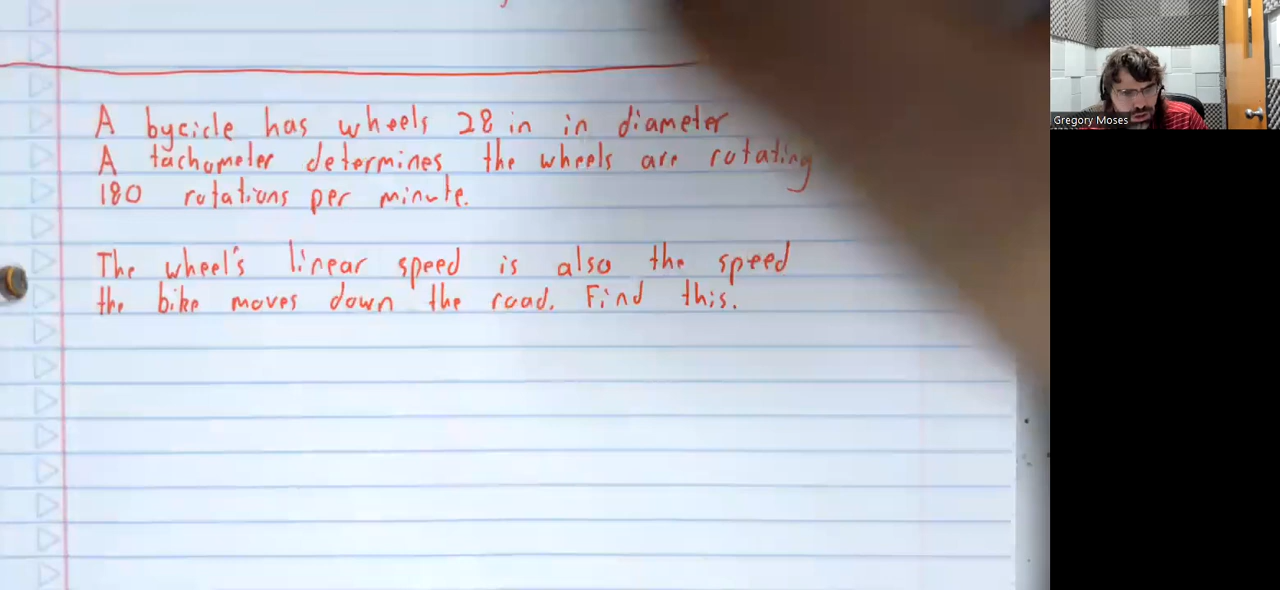 A bycicle has wheels 28 in in diameter
A tachometer determines the wheels are rotating
180 rotations per minute.
The wheel's linear speed is also the speed
the bike moves down the road. Find this.
Gregory Moses